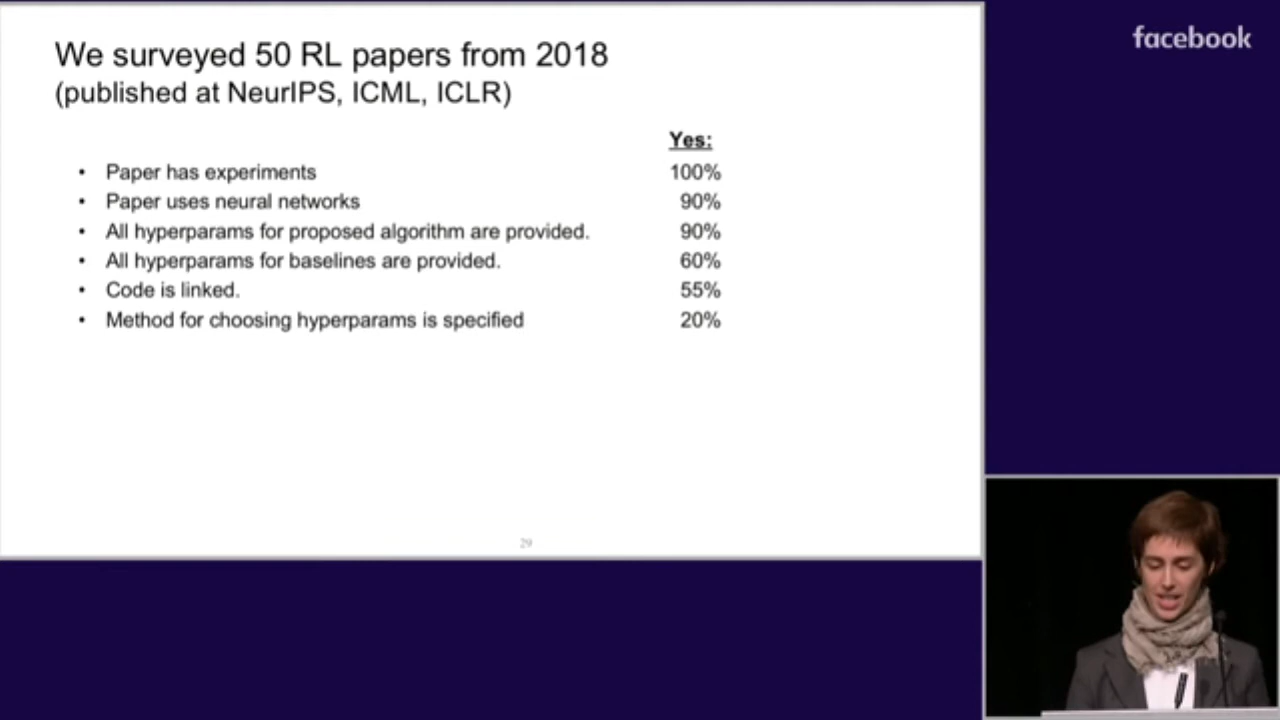 We surveyed 50 RL papers from 2018
(published at NeurIPS, ICML, ICLR)
Yes:
• Paper has experiments 100%
• Paper uses neural networks 90%
• All hyperparams for proposed algorithm are provided. 90%
• All hyperparams for baselines are provided. 60%
• Code is linked. 55%
• Method for choosing hyperparams is specified 20%
29
facebook